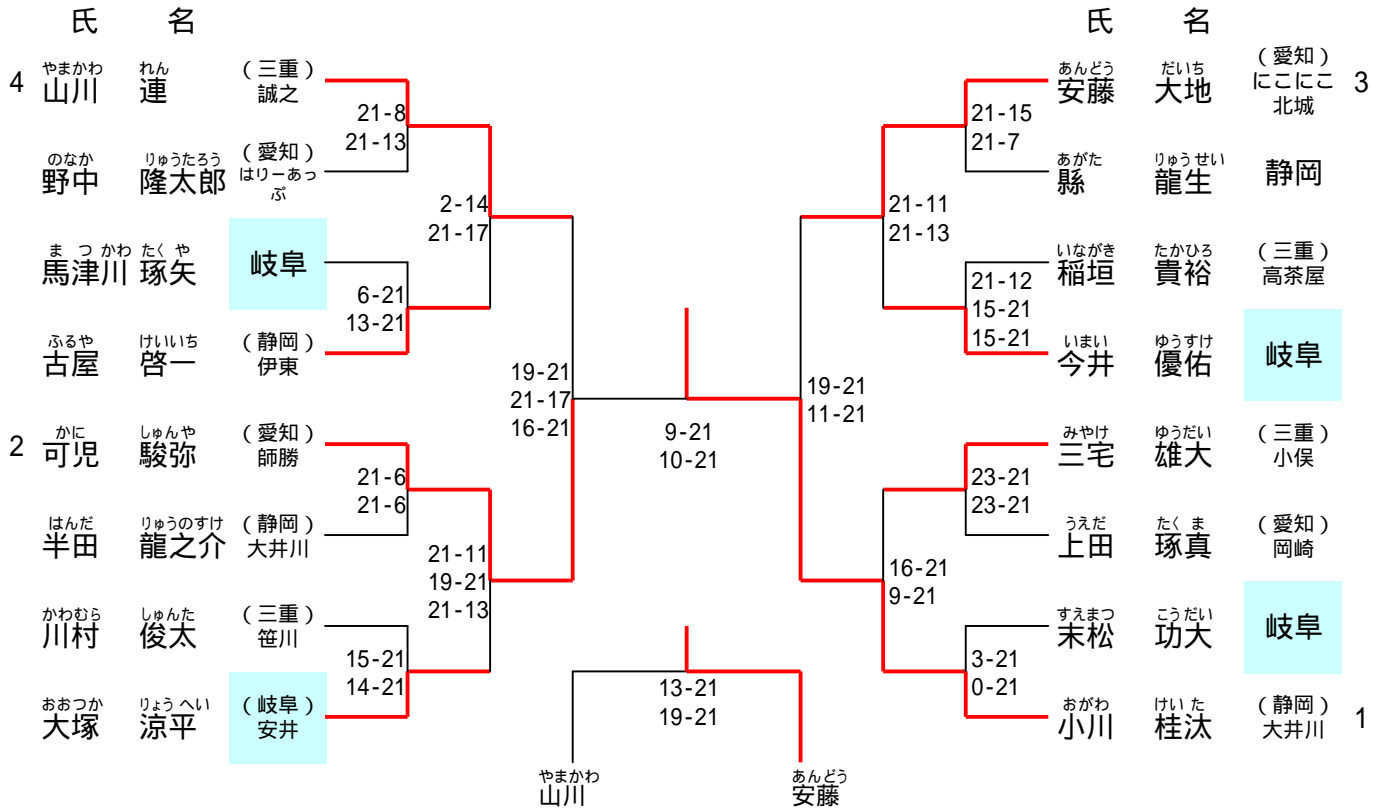 氏 名
4 やまかわ れん
山川 連 (三重) 誠之
21-8
21-13
のなか りゅうたろう
野中 隆太郎 (愛知) はりーあっぷ
2-14
21-17
まつかわ たくや
馬津川 琢矢 岐阜
6-21
13-21
ふるや けいいち
古屋 啓一 (静岡) 伊東
19-21
21-17
16-21
2 かに しゅんや
可児 駿弥 (愛知) 師勝
21-6
21-6
はんだ りゅうのすけ
半田 龍之介 (静岡) 大井川
21-11
19-21
21-13
かわむら しゅんた
川村 俊太 (三重) 笹川
15-21
14-21
おおつか りょうへい
大塚 涼平 (岐阜) 安井
9-21
10-21
13-21
19-21
やまかわ
山川
あんどう
安藤
氏 名
あんどう だいち
安藤 大地 (愛知) にこにこ北城 3
21-15
21-7
あがた りゅうせい
縣 龍生 静岡
21-11
21-13
いながき たかひろ
稲垣 貴裕 (三重) 高茶屋
21-12
15-21
15-21
いまい ゆうすけ
今井 優佑 岐阜
19-21
11-21
みやけ ゆうだい
三宅 雄大 (三重) 小俣
23-21
23-21
うえだ たくま
上田 琢真 (愛知) 岡崎
16-21
9-21
すえまつ こうだい
末松 功大 岐阜
3-21
0-21
おがわ けいた
小川 桂汰 (静岡) 大井川 1